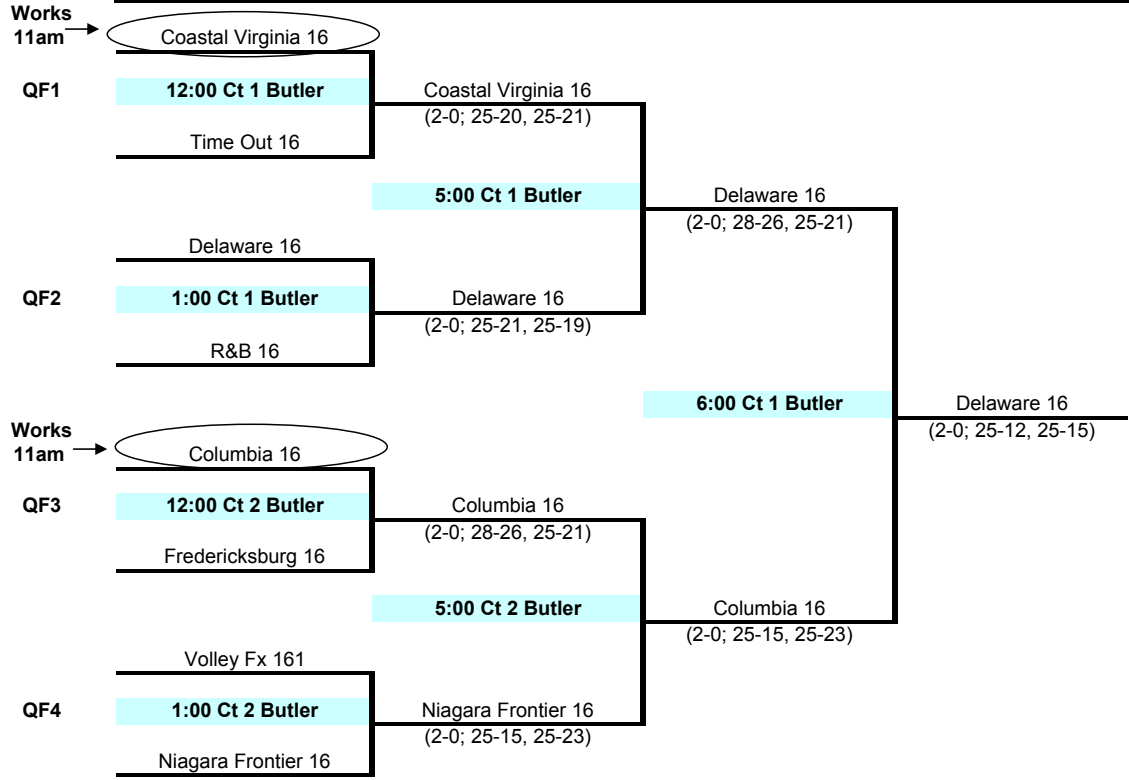 Works
11am
Coastal Virginia 16
QF1
12:00 Ct 1 Butler
Coastal Virginia 16
(2-0; 25-20, 25-21)
Time Out 16
5:00 Ct 1 Butler
Delaware 16
(2-0; 28-26, 25-21)
Delaware 16
QF2
1:00 Ct 1 Butler
Delaware 16
(2-0; 25-21, 25-19)
R&B 16
6:00 Ct 1 Butler
Delaware 16
(2-0; 25-12, 25-15)
Works
11am
Columbia 16
QF3
12:00 Ct 2 Butler
Columbia 16
(2-0; 28-26, 25-21)
Fredericksburg 16
5:00 Ct 2 Butler
Columbia 16
(2-0; 25-15, 25-23)
Volley Fx 161
QF4
1:00 Ct 2 Butler
Niagara Frontier 16
(2-0; 25-15, 25-23)
Niagara Frontier 16